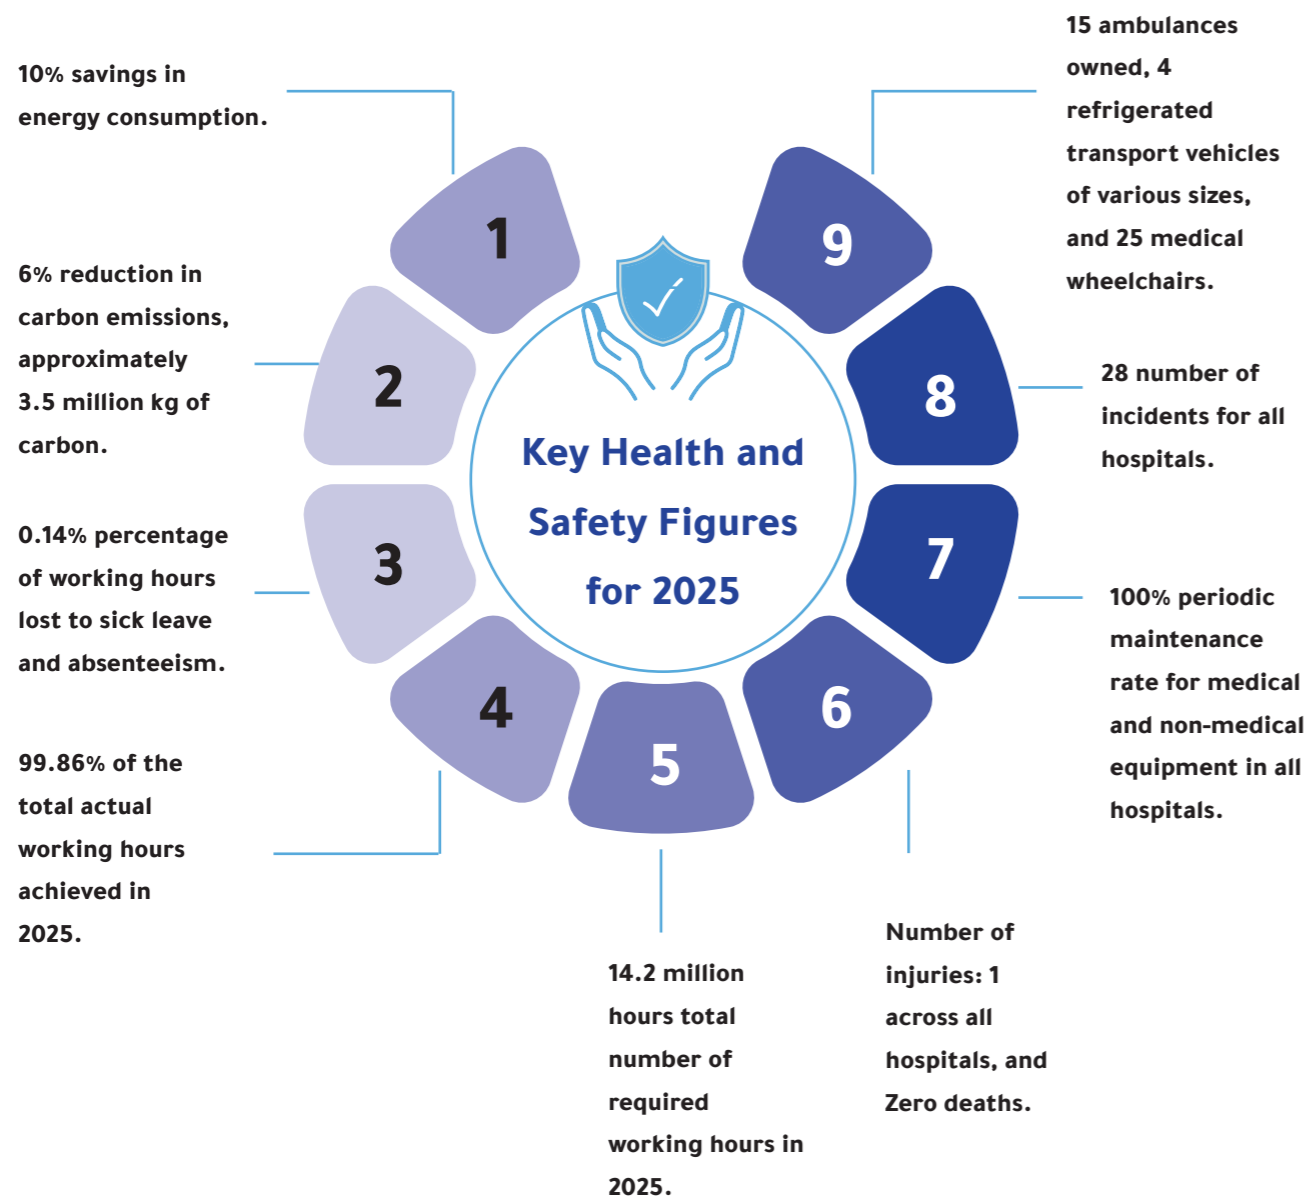 10% savings in
energy consumption.
1
6% reduction in
carbon emissions,
approximately
3.5 million kg of
carbon.
2
0.14% percentage
of working hours
lost to sick leave
and absenteeism.
3
99.86% of the
total actual
working hours
achieved in
2025.
4
14.2 million
hours total
number of
required
working hours in
2025.
5
Number of
injuries: 1
across all
hospitals, and
Zero deaths.
6
100% periodic
maintenance
rate for medical
and non-medical
equipment in all
hospitals.
7
28 number of
incidents for all
hospitals.
8
15 ambulances
owned, 4
refrigerated
transport vehicles
of various sizes,
and 25 medical
wheelchairs.
9
Key Health and
Safety Figures
for 2025